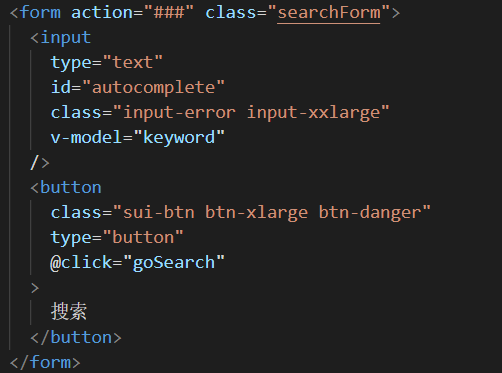 <form action="###" class="searchForm">
<input
type="text"
id="autocomplete"
class="input-error input-xxlarge"
v-model="keyword"
/>
<button
class="sui-btn btn-xlarge btn-danger"
type="button"
@click="goSearch"
>
搜索
</button>
</form>